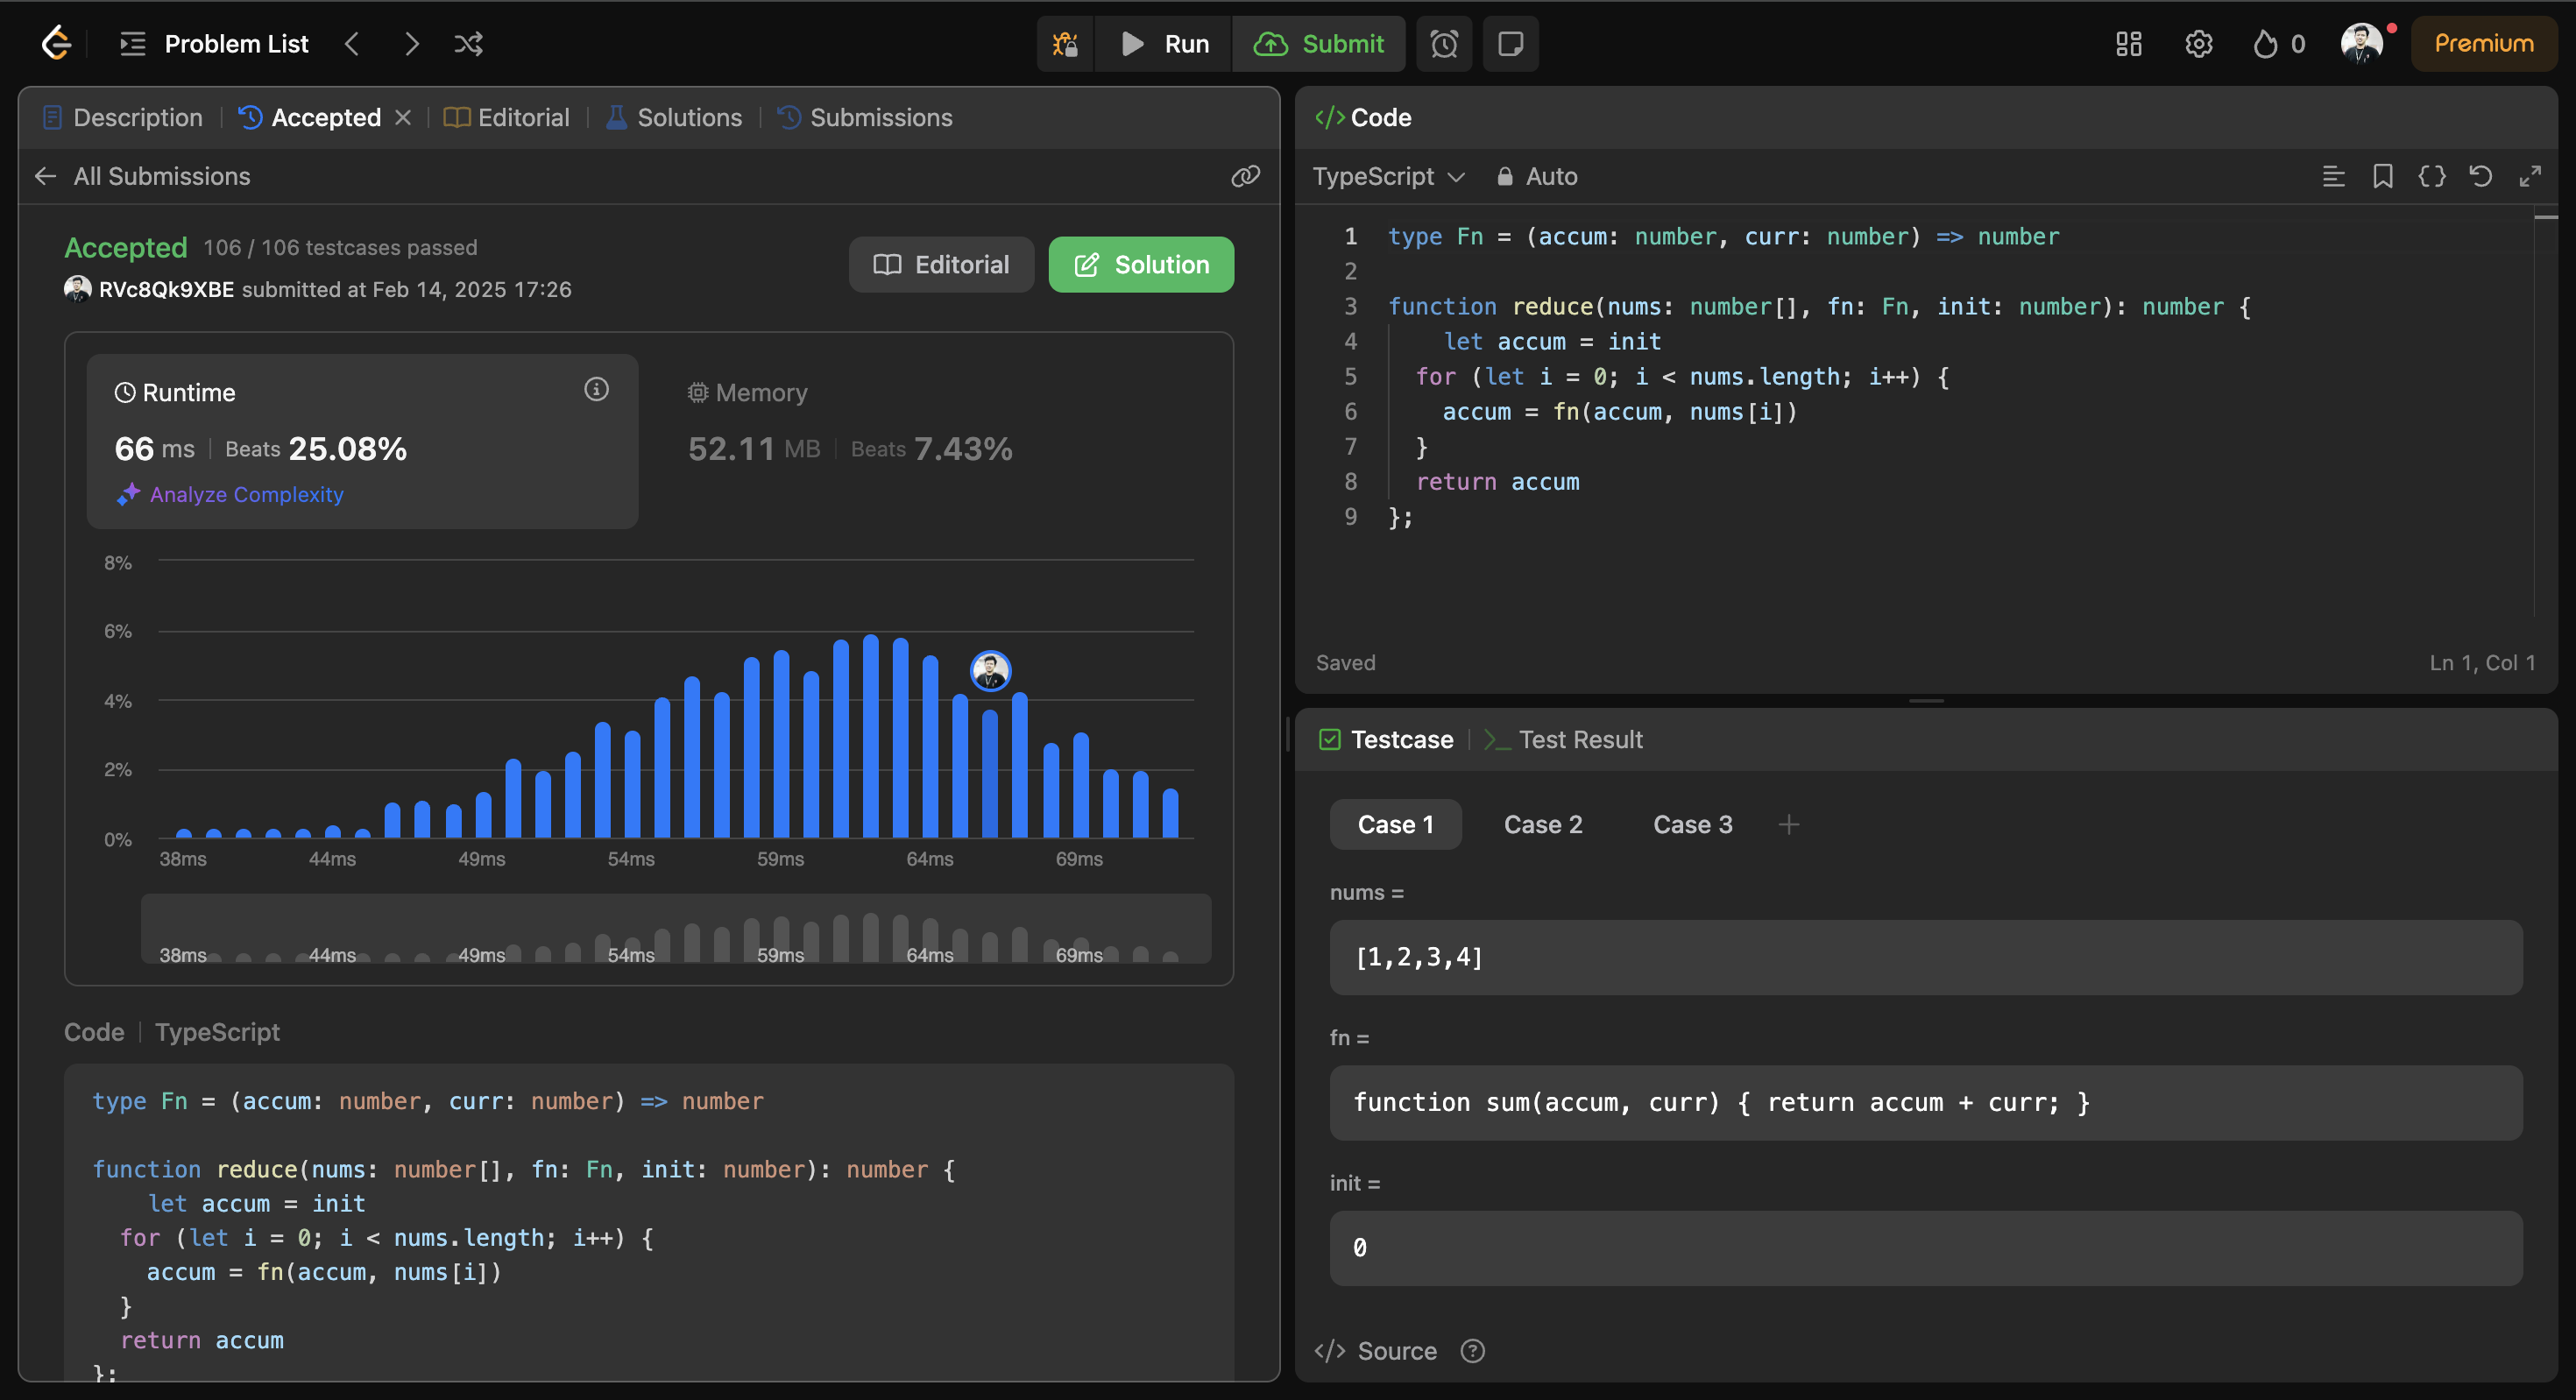 Problem List
Run
Submit
0
Premium
Description
Accepted
Editorial
Solutions
Submissions
All Submissions
Accepted 106 / 106 testcases passed
RVc8Qk9XBE submitted at Feb 14, 2025 17:26
Editorial
Solution
Runtime
66 ms | Beats 25.08%
Analyze Complexity
Memory
52.11 MB | Beats 7.43%
8%
6%
4%
2%
0%
38ms 44ms 49ms 54ms 59ms 64ms 69ms
38ms 44ms 49ms 54ms 59ms 64ms 69ms
Code | TypeScript
type Fn = (accum: number, curr: number) => number
function reduce(nums: number[], fn: Fn, init: number): number {
    let accum = init
  for (let i = 0; i < nums.length; i++) {
    accum = fn(accum, nums[i])
  }
  return accum
};
</> Code
TypeScript
Auto
1 type Fn = (accum: number, curr: number) => number
2
3 function reduce(nums: number[], fn: Fn, init: number): number {
4     let accum = init
5   for (let i = 0; i < nums.length; i++) {
6     accum = fn(accum, nums[i])
7   }
8   return accum
9 };
Saved
Ln 1, Col 1
Testcase
Test Result
Case 1
Case 2
Case 3
nums =
[1,2,3,4]
fn =
function sum(accum, curr) { return accum + curr; }
init =
0
</> Source